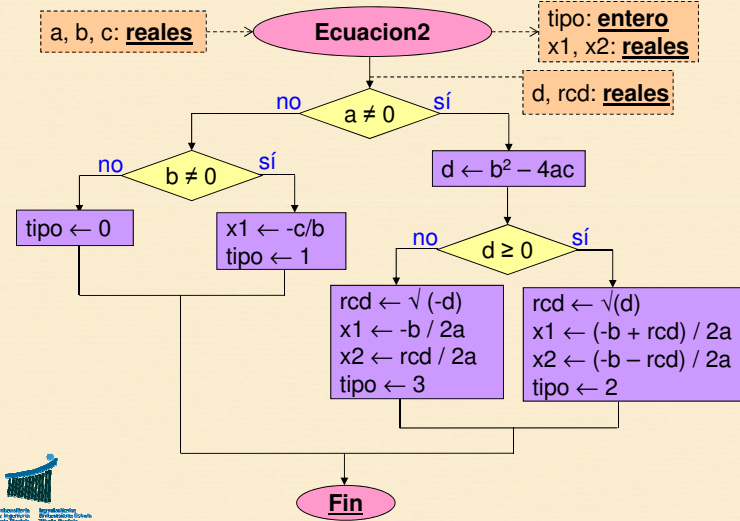 a, b, c: reales
Ecuacion2
tipo: entero
x1, x2: reales
d, rcd: reales
no
a ≠ 0
sí
no
b ≠ 0
sí
d ← b² – 4ac
tipo ← 0
x1 ← -c/b
tipo ← 1
no
d ≥ 0
sí
rcd ← √ (-d)
x1 ← -b / 2a
x2 ← rcd / 2a
tipo ← 3
rcd ← √(d)
x1 ← (-b + rcd) / 2a
x2 ← (-b – rcd) / 2a
tipo ← 2
Fin